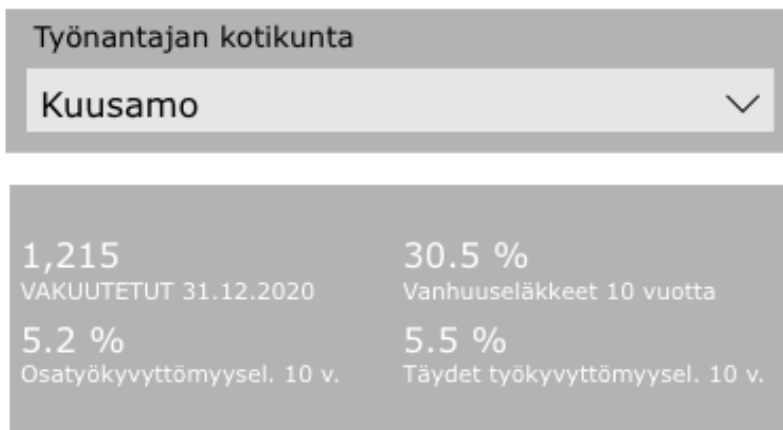 Työnantajan kotikunta
Kuusamo
1,215
VAKUUTETUT 31.12.2020
30.5 %
Vanhuuseläkkeet 10 vuotta
5.2 %
Osatyökyvyttömyysel. 10 v.
5.5 %
Täydet työkyvyttömyysel. 10 v.